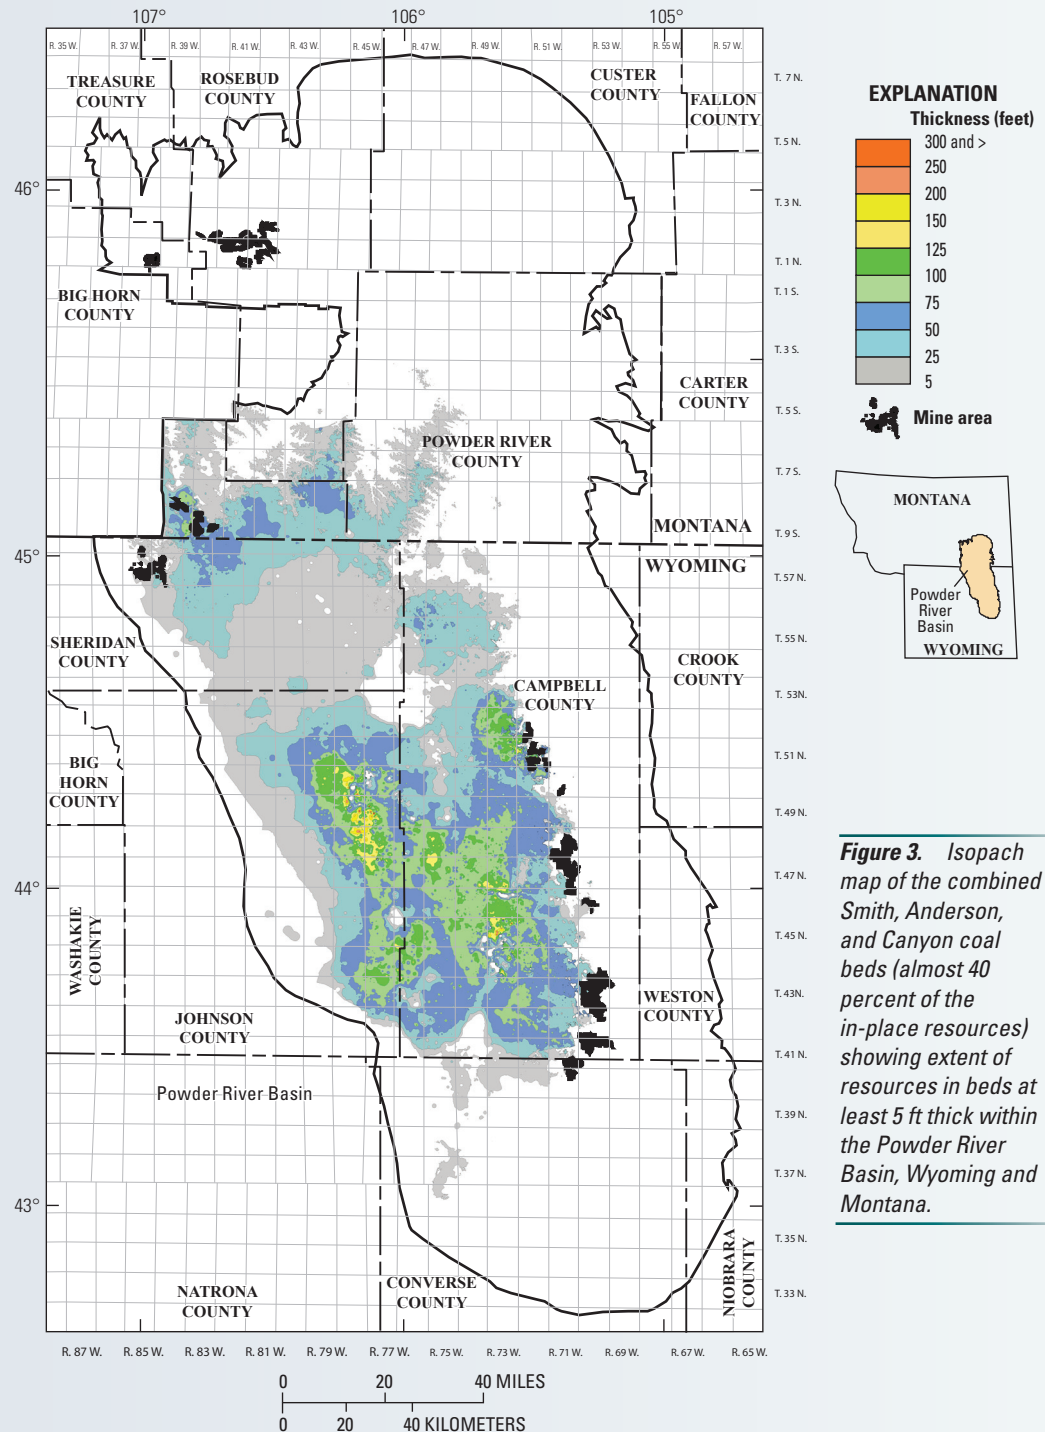 107°
106°
105°
R. 35 W.
R. 37 W.
R. 39 W.
R. 41 W.
R. 43 W.
R. 45 W.
R. 47 W.
R. 49 W.
R. 51 W.
R. 53 W.
R. 55 W.
R. 57 W.
TREASURE
COUNTY
ROSEBUD
COUNTY
CUSTER
COUNTY
FALLON
COUNTY
BIG HORN
COUNTY
CARTER
COUNTY
POWDER RIVER
COUNTY
MONTANA
WYOMING
SHERIDAN
COUNTY
CROOK
COUNTY
CAMPBELL
COUNTY
BIG
HORN
COUNTY
WASHAKIE
COUNTY
JOHNSON
COUNTY
WESTON
COUNTY
Powder River Basin
NATRONA
COUNTY
CONVERSE
COUNTY
NIOBRARA
COUNTY
46°
45°
44°
43°
T. 7 N.
T. 5 N.
T. 3 N.
T. 1 N.
T. 1 S.
T. 3 S.
T. 5 S.
T. 7 S.
T. 9 S.
T. 57 N.
T. 55 N.
T. 53N.
T. 51 N.
T. 49 N.
T. 47 N.
T. 45 N.
T. 43N.
T. 41 N.
T. 39 N.
T. 37 N.
T. 35 N.
T. 33 N.
R. 87 W.
R. 85 W.
R. 83 W.
R. 81 W.
R. 79 W.
R. 77 W.
R. 75 W.
R. 73 W.
R. 71 W.
R. 69 W.
R. 67 W.
R. 65 W.
0 20 40 MILES
0 20 40 KILOMETERS
EXPLANATION
Thickness (feet)
300 and >
250
200
150
125
100
75
50
25
5
Mine area
MONTANA
Powder
River
Basin
WYOMING
Figure 3. Isopach
map of the combined
Smith, Anderson,
and Canyon coal
beds (almost 40
percent of the
in-place resources)
showing extent of
resources in beds at
least 5 ft thick within
the Powder River
Basin, Wyoming and
Montana.